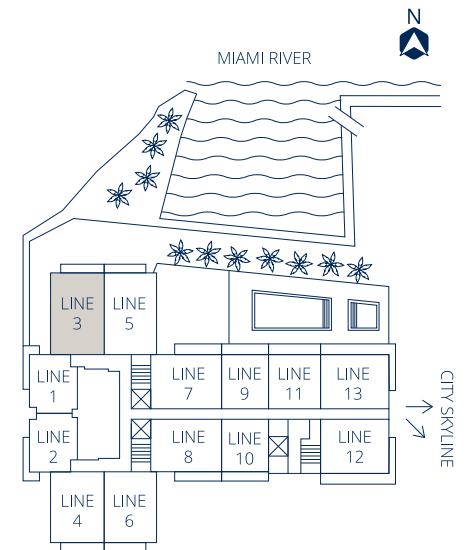 N
MIAMI RIVER
LINE
3
LINE
5
LINE
1
LINE
7
LINE
9
LINE
11
LINE
13
CITY SKYLINE
LINE
2
LINE
8
LINE
10
LINE
12
LINE
4
LINE
6